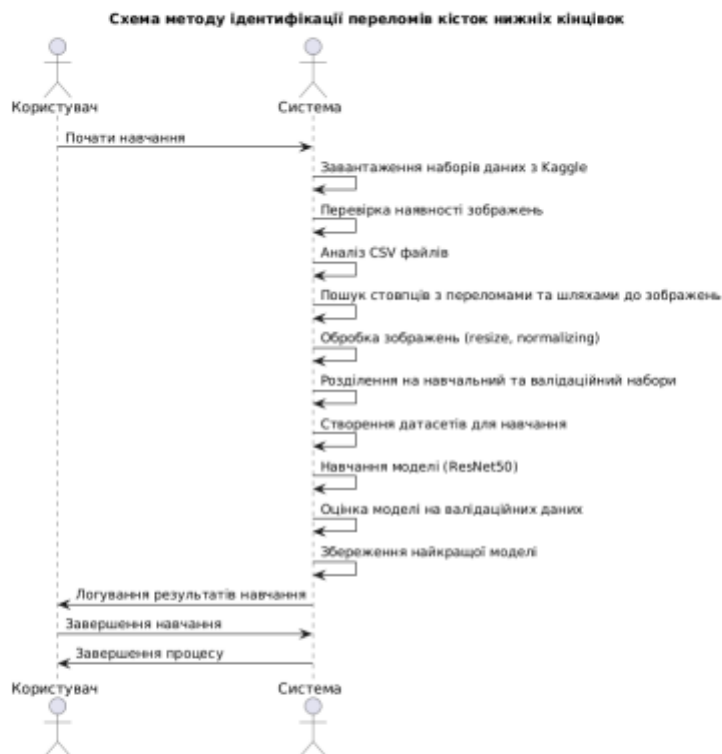 Схема методу ідентифікації переломів кісток нижніх кінцівок
Користувач
Система
Почати навчання
Завантаження наборів даних з Kaggle
Перевірка наявності зображень
Аналіз CSV файлів
Пошук стовпців з переломами та шляхами до зображень
Обробка зображень (resize, normalizing)
Розділення на навчальний та валідаційний набори
Створення датасетів для навчання
Навчання моделі (ResNet50)
Оцінка моделі на валідаційних даних
Збереження найкращої моделі
Логування результатів навчання
Завершення навчання
Завершення процесу
Користувач
Система